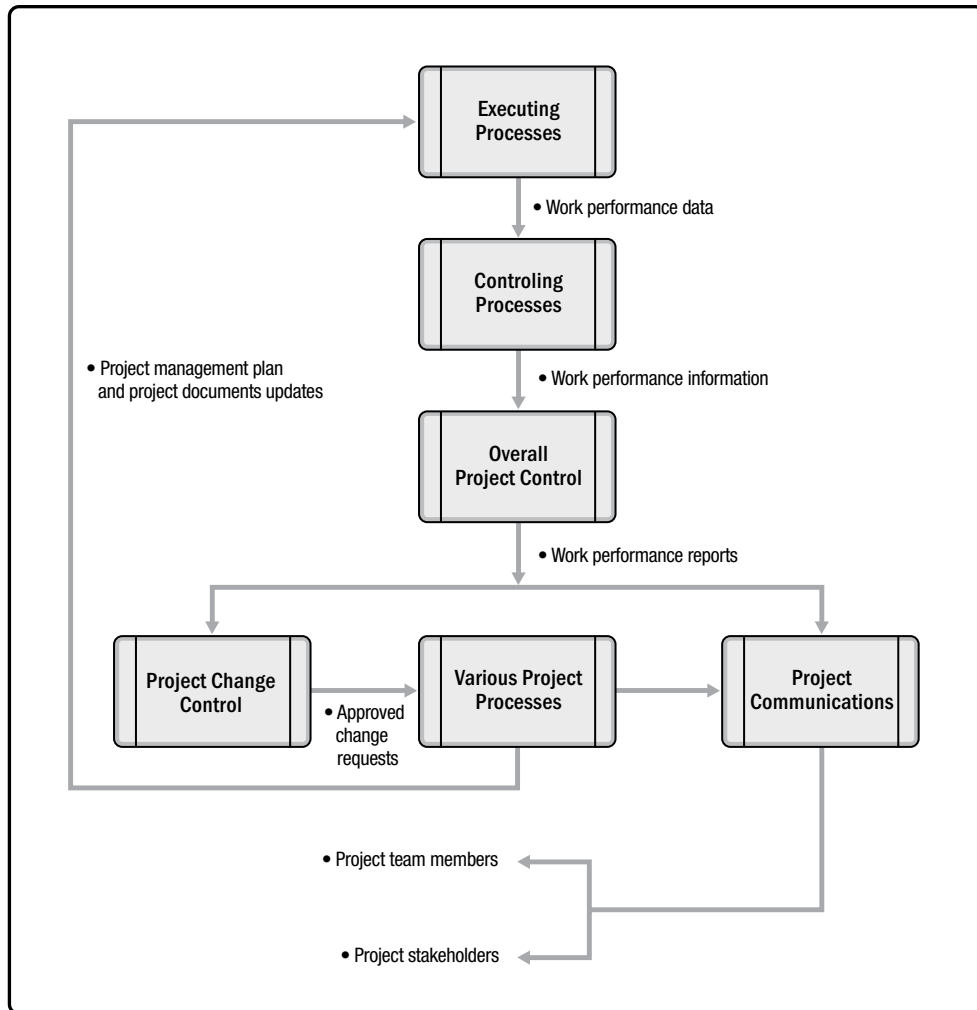 Executing
Processes
• Work performance data
Controling
Processes
• Project management plan
and project documents updates
• Work performance information
Overall
Project Control
• Work performance reports
Project Change
Control
• Approved
change
requests
Various Project
Processes
Project
Communications
• Project team members
• Project stakeholders